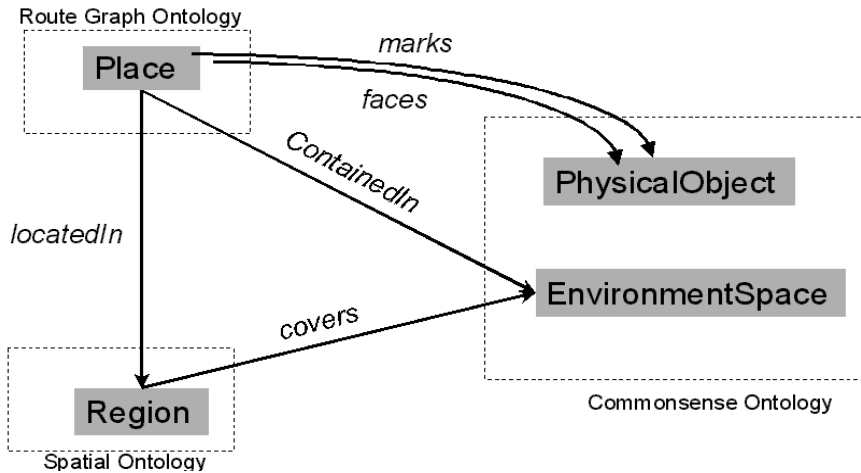 Route Graph Ontology
Place
marks
faces
ContainedIn
PhysicalObject
locatedIn
EnvironmentSpace
covers
Region
Commonsense Ontology
Spatial Ontology